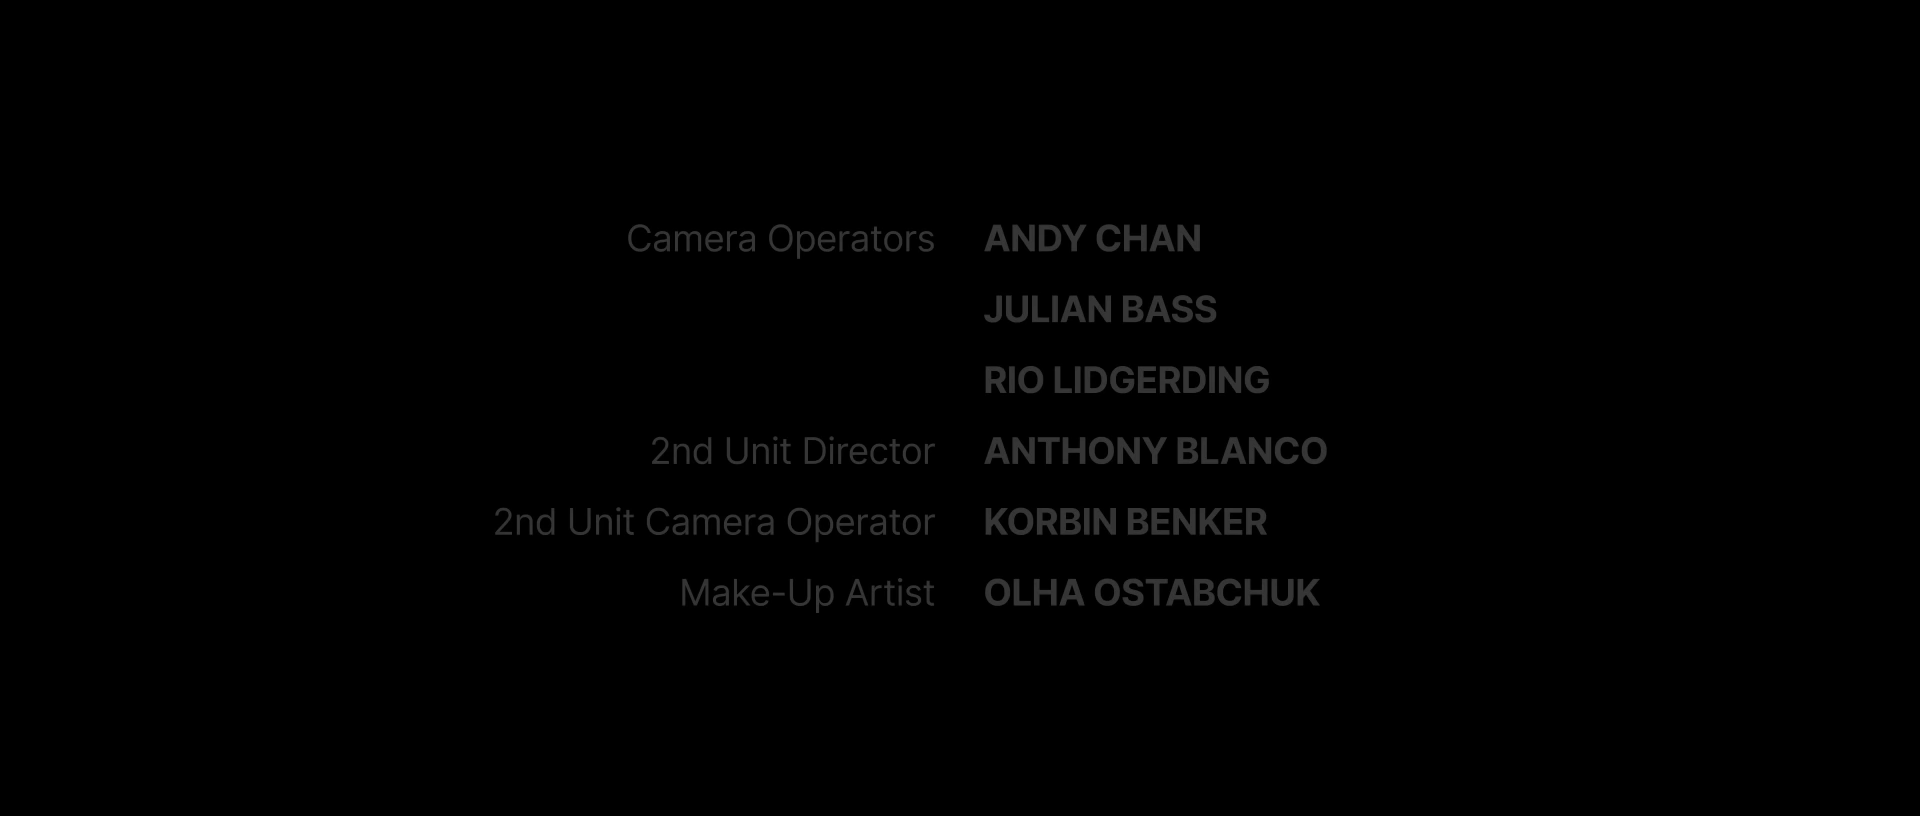 Camera Operators ANDY CHAN
JULIAN BASS
RIO LIDGERDING
2nd Unit Director ANTHONY BLANCO
2nd Unit Camera Operator KORBIN BENKER
Make-Up Artist OLHA OSTABCHUK